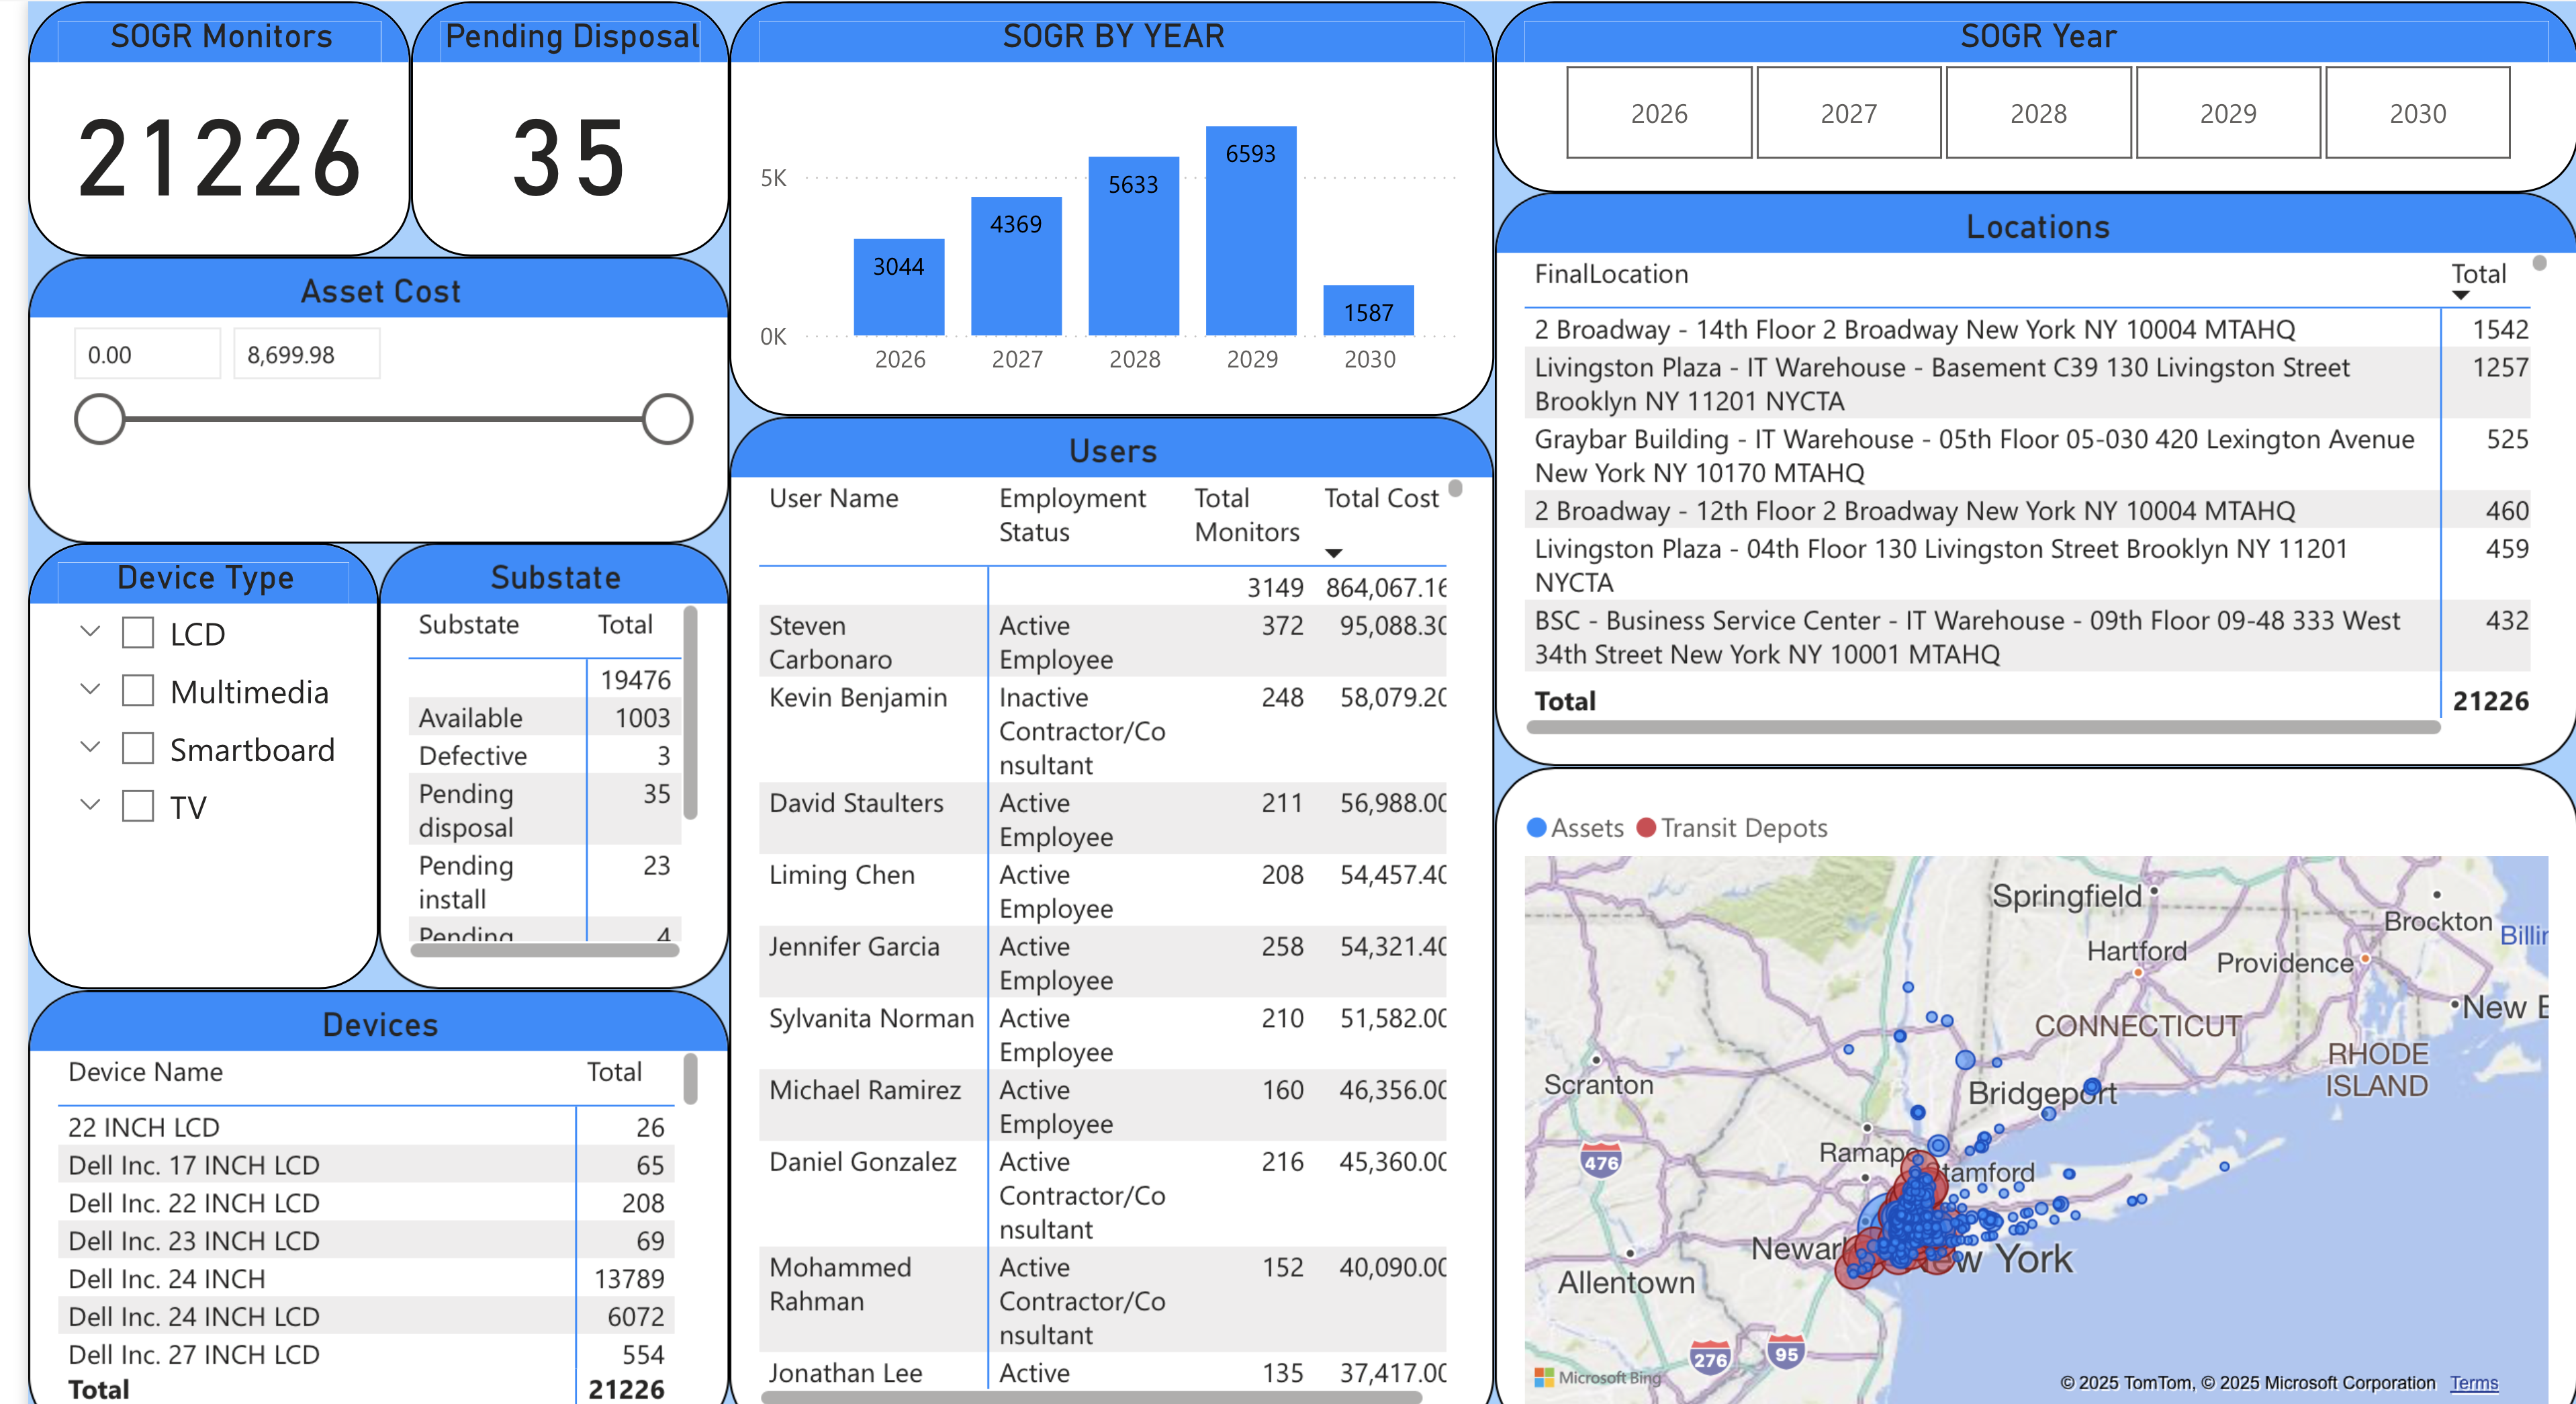 SOGR Monitors
21226
Pending Disposal
35
Asset Cost
0.00 8,699.98
Device Type
LCD
Multimedia
Smartboard
TV
Substate
Substate Total
19476
Available 1003
Defective 3
Pending 35
disposal
Pending 23
install
Pending 4
Devices
Device Name Total
22 INCH LCD 26
Dell Inc. 17 INCH LCD 65
Dell Inc. 22 INCH LCD 208
Dell Inc. 23 INCH LCD 69
Dell Inc. 24 INCH 13789
Dell Inc. 24 INCH LCD 6072
Dell Inc. 27 INCH LCD 554
Total 21226
SOGR BY YEAR
5K
0K
3044
4369
5633
6593
1587
2026 2027 2028 2029 2030
Users
User Name Employment Total Total Cost
Status Monitors
3149 864,067.16
Steven Active 372 95,088.30
Carbonaro Employee
Kevin Benjamin Inactive 248 58,079.20
Contractor/Co
nsultant
David Staulters Active 211 56,988.00
Employee
Liming Chen Active 208 54,457.40
Employee
Jennifer Garcia Active 258 54,321.40
Employee
Sylvanita Norman Active 210 51,582.00
Employee
Michael Ramirez Active 160 46,356.00
Employee
Daniel Gonzalez Active 216 45,360.00
Contractor/Co
nsultant
Mohammed Active 152 40,090.00
Rahman Contractor/Co
nsultant
Jonathan Lee Active 135 37,417.00
SOGR Year
2026 2027 2028 2029 2030
Locations
FinalLocation Total
2 Broadway - 14th Floor 2 Broadway New York NY 10004 MTAHQ 1542
Livingston Plaza - IT Warehouse - Basement C39 130 Livingston Street 1257
Brooklyn NY 11201 NYCTA
Graybar Building - IT Warehouse - 05th Floor 05-030 420 Lexington Avenue 525
New York NY 10170 MTAHQ
2 Broadway - 12th Floor 2 Broadway New York NY 10004 MTAHQ 460
Livingston Plaza - 04th Floor 130 Livingston Street Brooklyn NY 11201 459
NYCTA
BSC - Business Service Center - IT Warehouse - 09th Floor 09-48 333 West 432
34th Street New York NY 10001 MTAHQ
Total 21226
Assets Transit Depots
Springfield
Brockton
Billir
Hartford
Providence
New B
CONNECTICUT
RHODE
ISLAND
Scranton
Bridgeport
Ramapo
tamford
476
Newark
w York
Allentown
276
95
Microsoft Bing
© 2025 TomTom, © 2025 Microsoft Corporation Terms